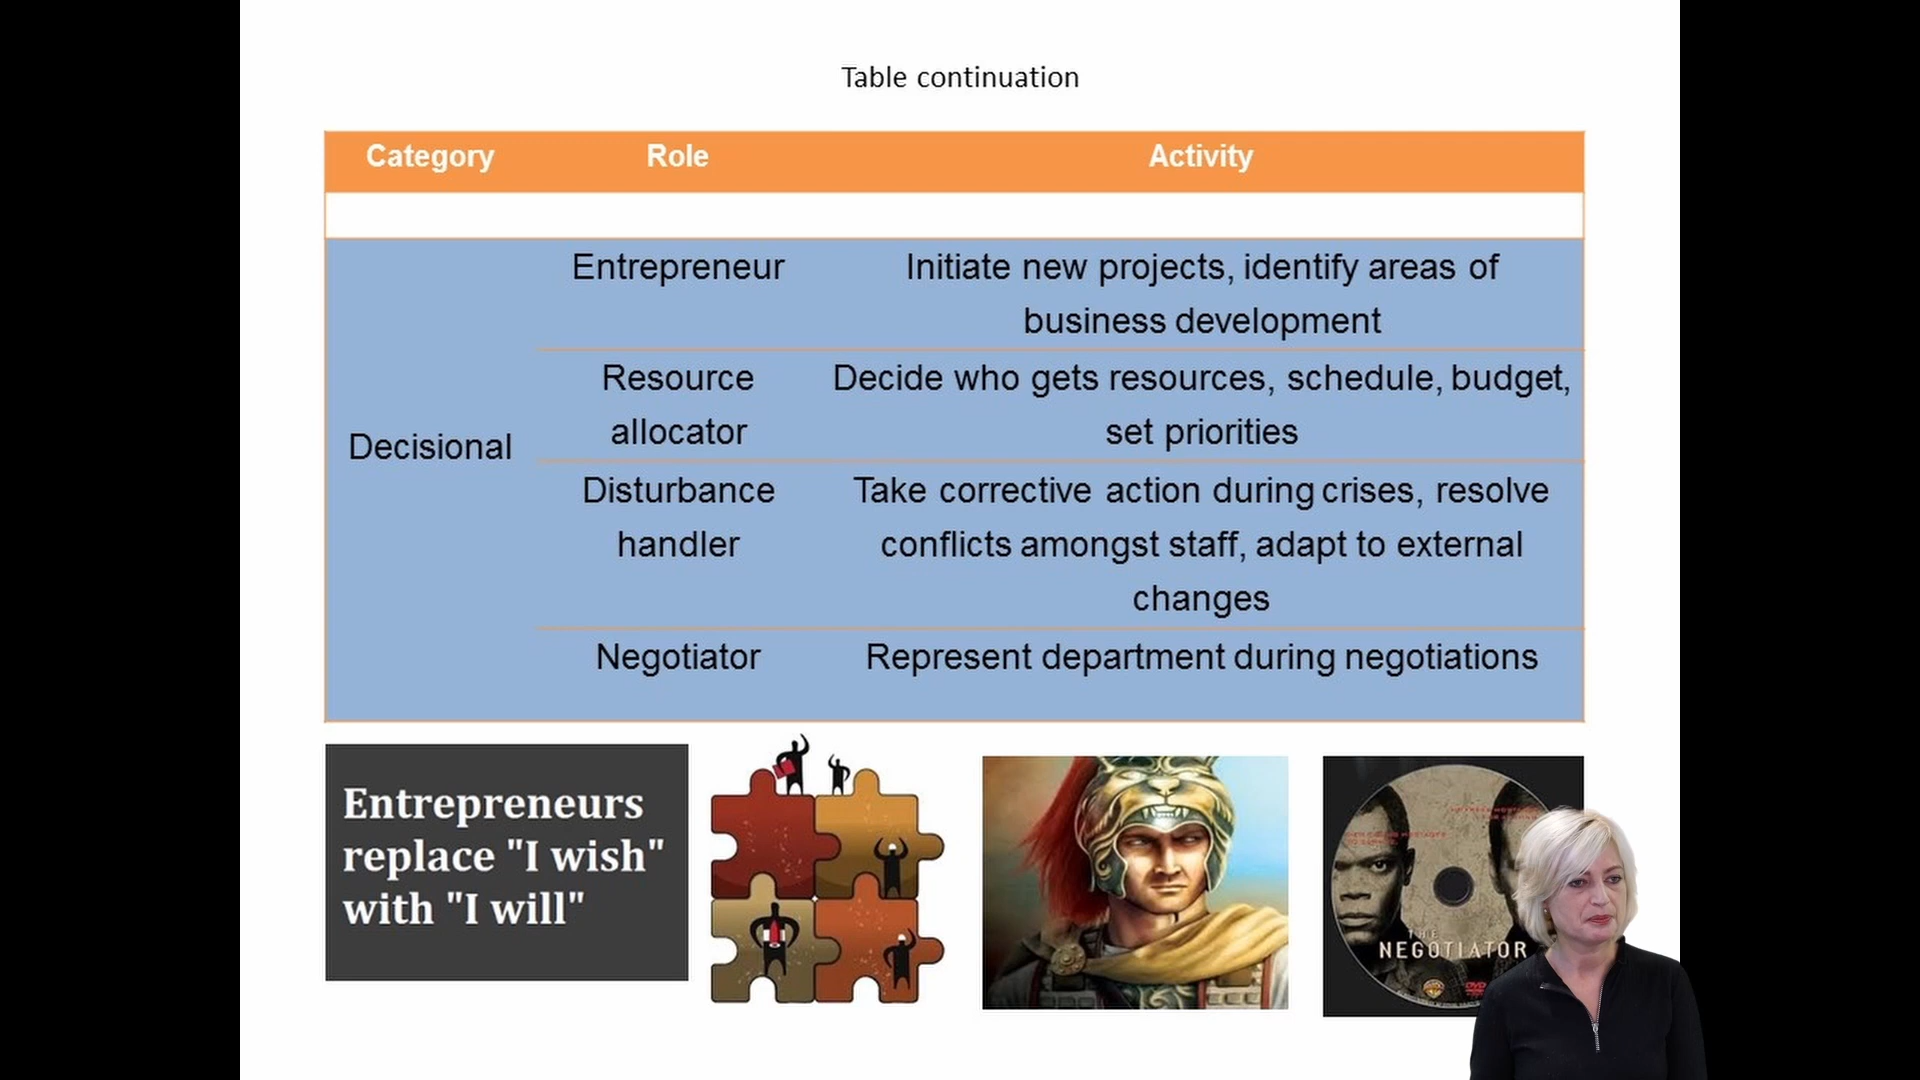 Table continuation
Category Role Activity
Entrepreneur Initiate new projects, identify areas of
business development
Resource Decide who gets resources, schedule, budget,
allocator set priorities
Decisional
Disturbance Take corrective action during crises, resolve
handler conflicts amongst staff, adapt to external
changes
Negotiator Represent department during negotiations
Entrepreneurs
replace "I wish"
with "I will"
THE
NEGOTIATOR
DVD